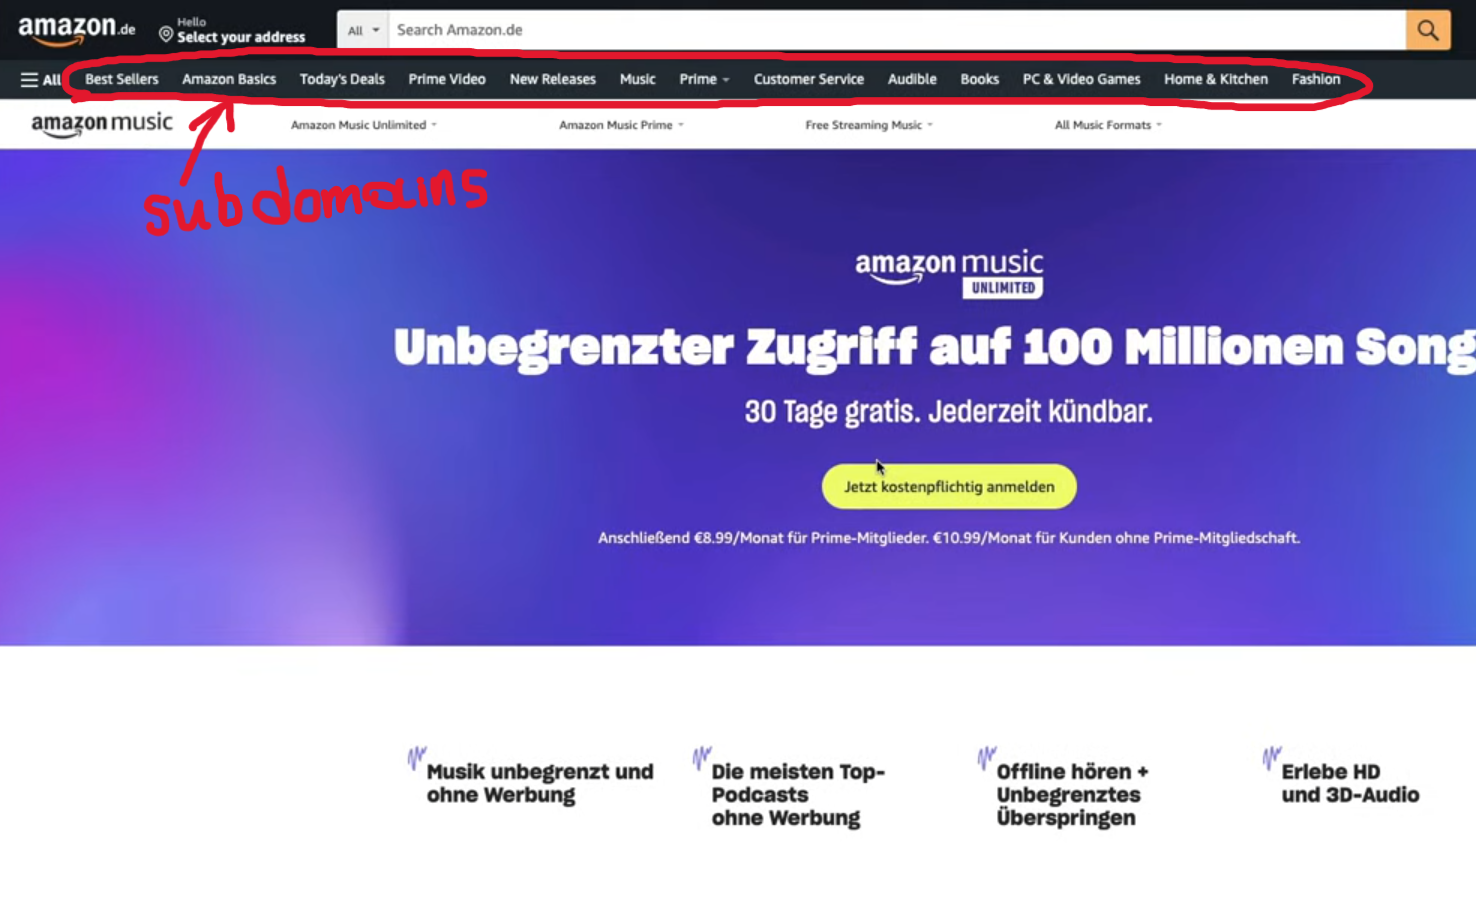 amazon.de
Hello
Select your address
All
Search Amazon.de
All Best Sellers Amazon Basics Today's Deals Prime Video New Releases Music Prime Customer Service Audible Books PC & Video Games Home & Kitchen Fashion
amazon music Amazon Music Unlimited Amazon Music Prime Free Streaming Music All Music Formats
subdomains
amazon music
UNLIMITED
Unbegrenzter Zugriff auf 100 Millionen Song
30 Tage gratis. Jederzeit kündbar.
Jetzt kostenpflichtig anmelden
Anschließend €8.99/Monat für Prime-Mitglieder. €10.99/Monat für Kunden ohne Prime-Mitgliedschaft.
Musik unbegrenzt und
ohne Werbung
Die meisten Top-
Podcasts
ohne Werbung
Offline hören +
Unbegrenztes
Überspringen
Erlebe HD
und 3D-Audio